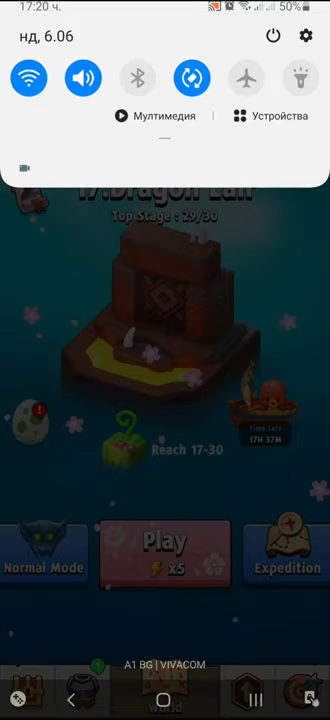 17:20 ч.
50%
нд, 6.06
Мултимедия
Устройства
17.Dragon Lair
Top Stage : 29/30
Time Left
17H 37M
Reach 17-30
Normal Mode
Play
x5
Expedition
A1 BG | VIVACOM
World
1